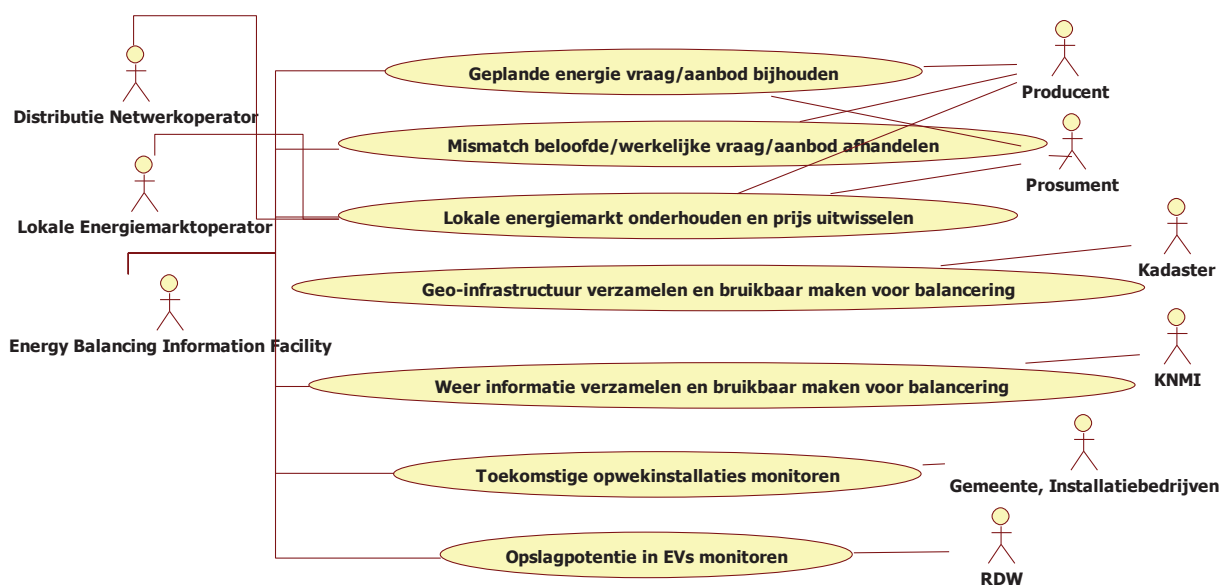 Geplande energie vraag/aanbod bijhouden
Producent
Distributie Netwerkoperator
Mismatch beloofde/werkelijke vraag/aanbod afhandelen
Prosument
Lokale Energiemarktoperator
Lokale energiemarkt onderhouden en prijs uitwisselen
Kadaster
Geo-infrastructuur verzamelen en bruikbaar maken voor balancering
Energy Balancing Information Facility
KNMI
Weer informatie verzamelen en bruikbaar maken voor balancering
Toekomstige opwekinstallaties monitoren
Gemeente, Installatiebedrijven
Opslagpotentie in EVs monitoren
RDW